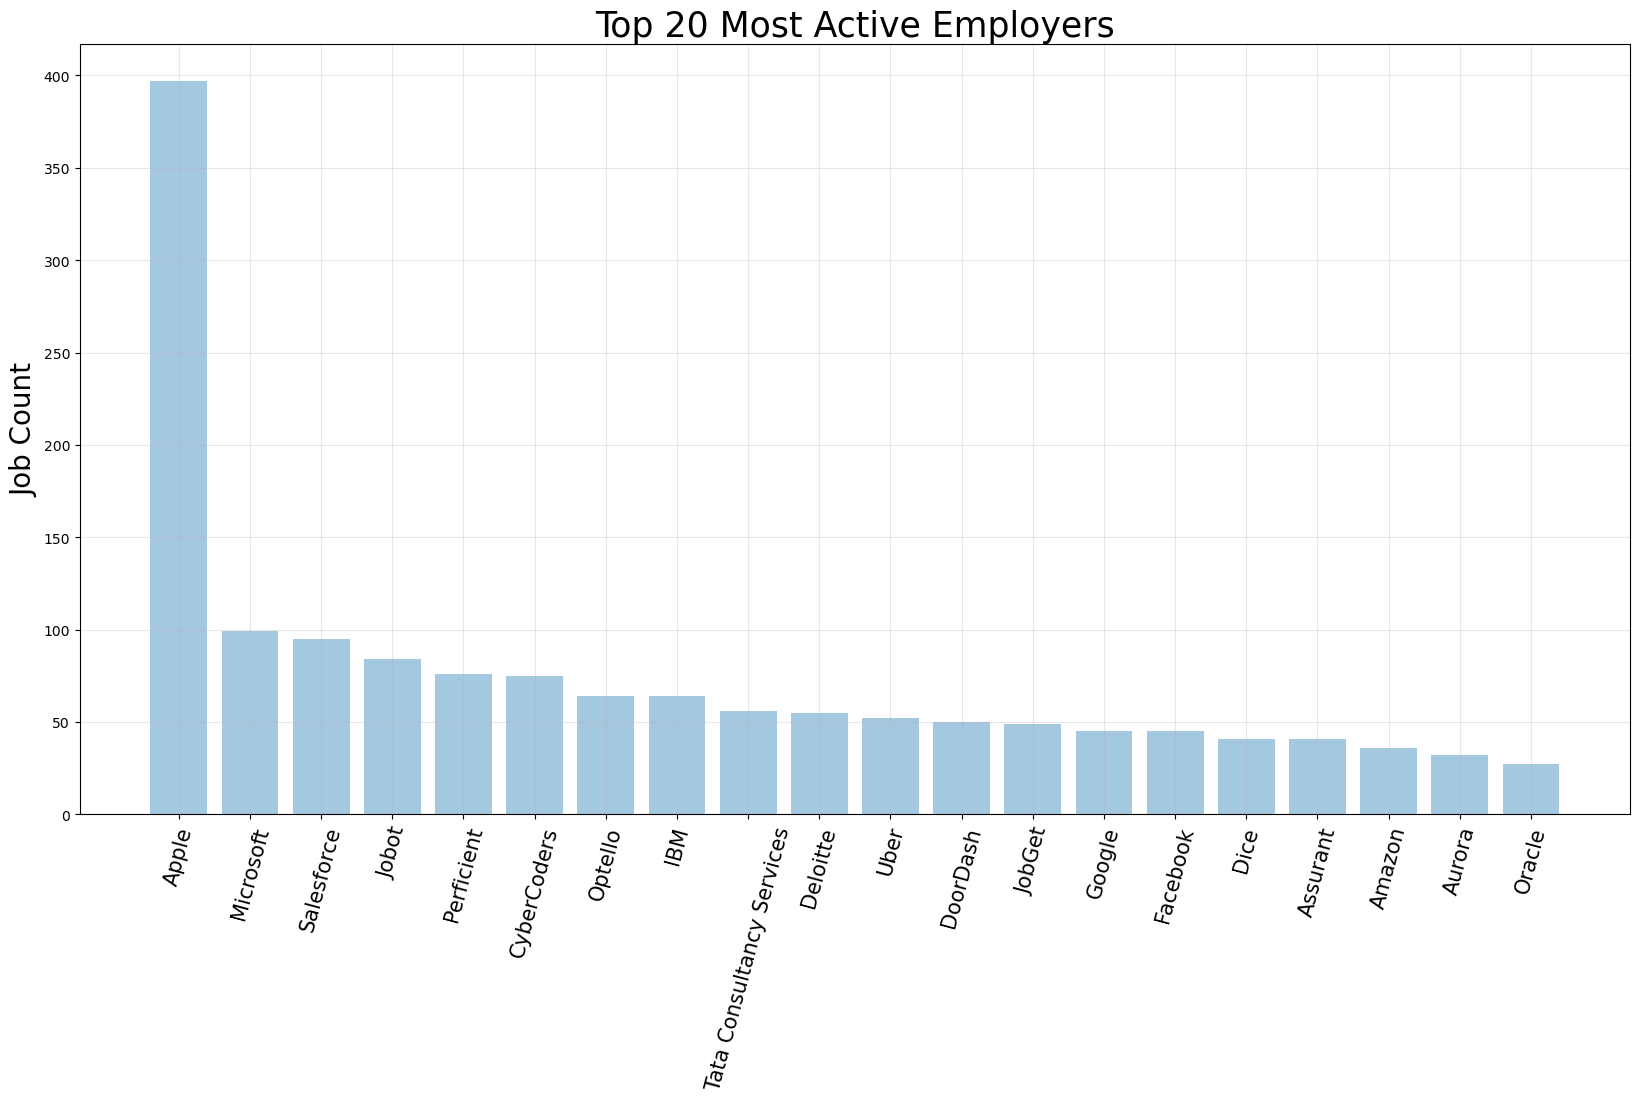 Top 20 Most Active Employers
Job Count
400
350
300
250
200
150
100
50
0
Apple
Microsoft
Salesforce
Jobot
Perficient
CyberCoders
Optello
IBM
Tata Consultancy Services
Deloitte
Uber
DoorDash
JobGet
Google
Facebook
Dice
Assurant
Amazon
Aurora
Oracle